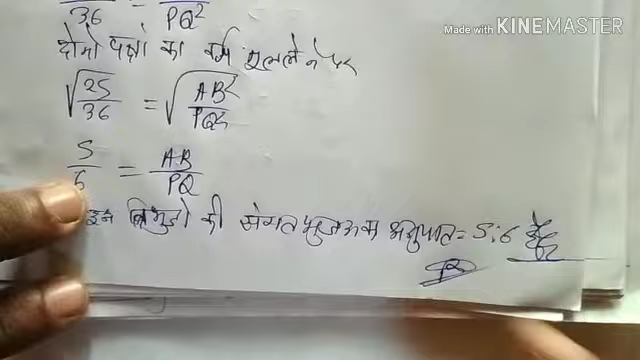 Made with KINEMASTER
36 = PQ²
दोनो पक्षो का वर्ग मूल लेने पर
√25/36 = √AB²/PQ²
5/6 = AB/PQ
इन त्रिभुजो की संगत भुजाओ का अनुपात = 5:6